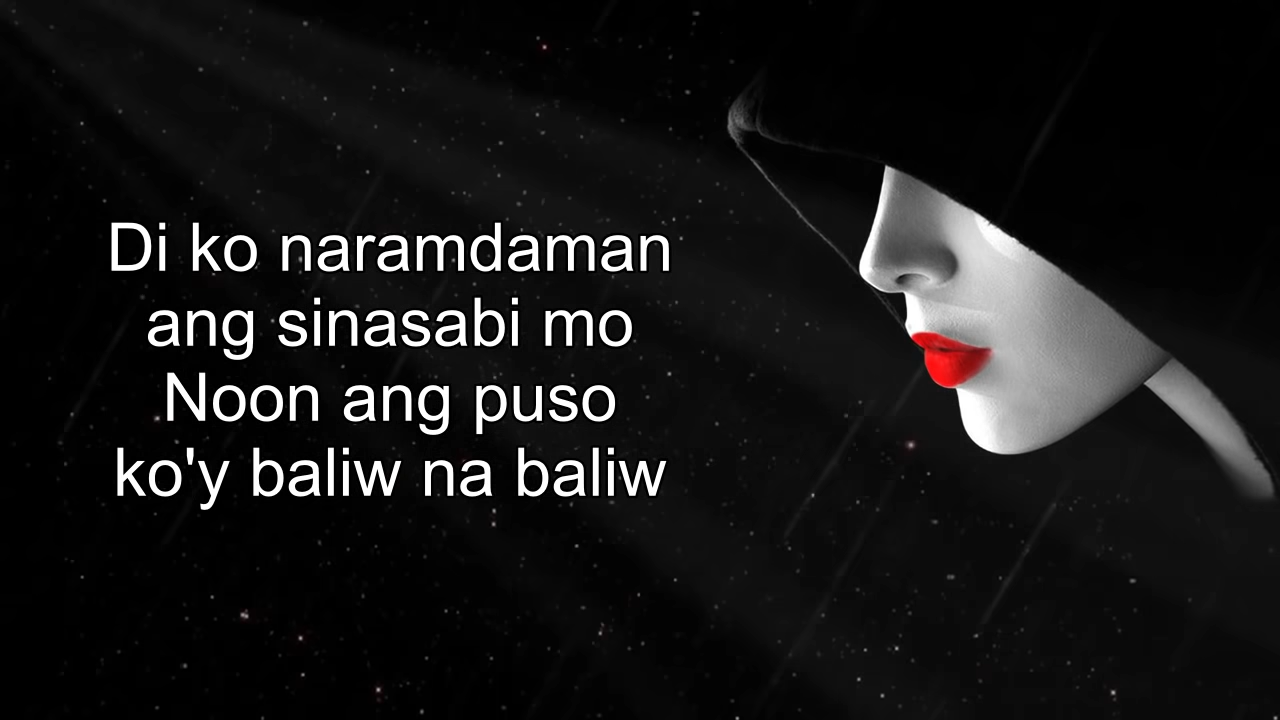 Di ko naramdaman
ang sinasabi mo
Noon ang puso
ko'y baliw na baliw